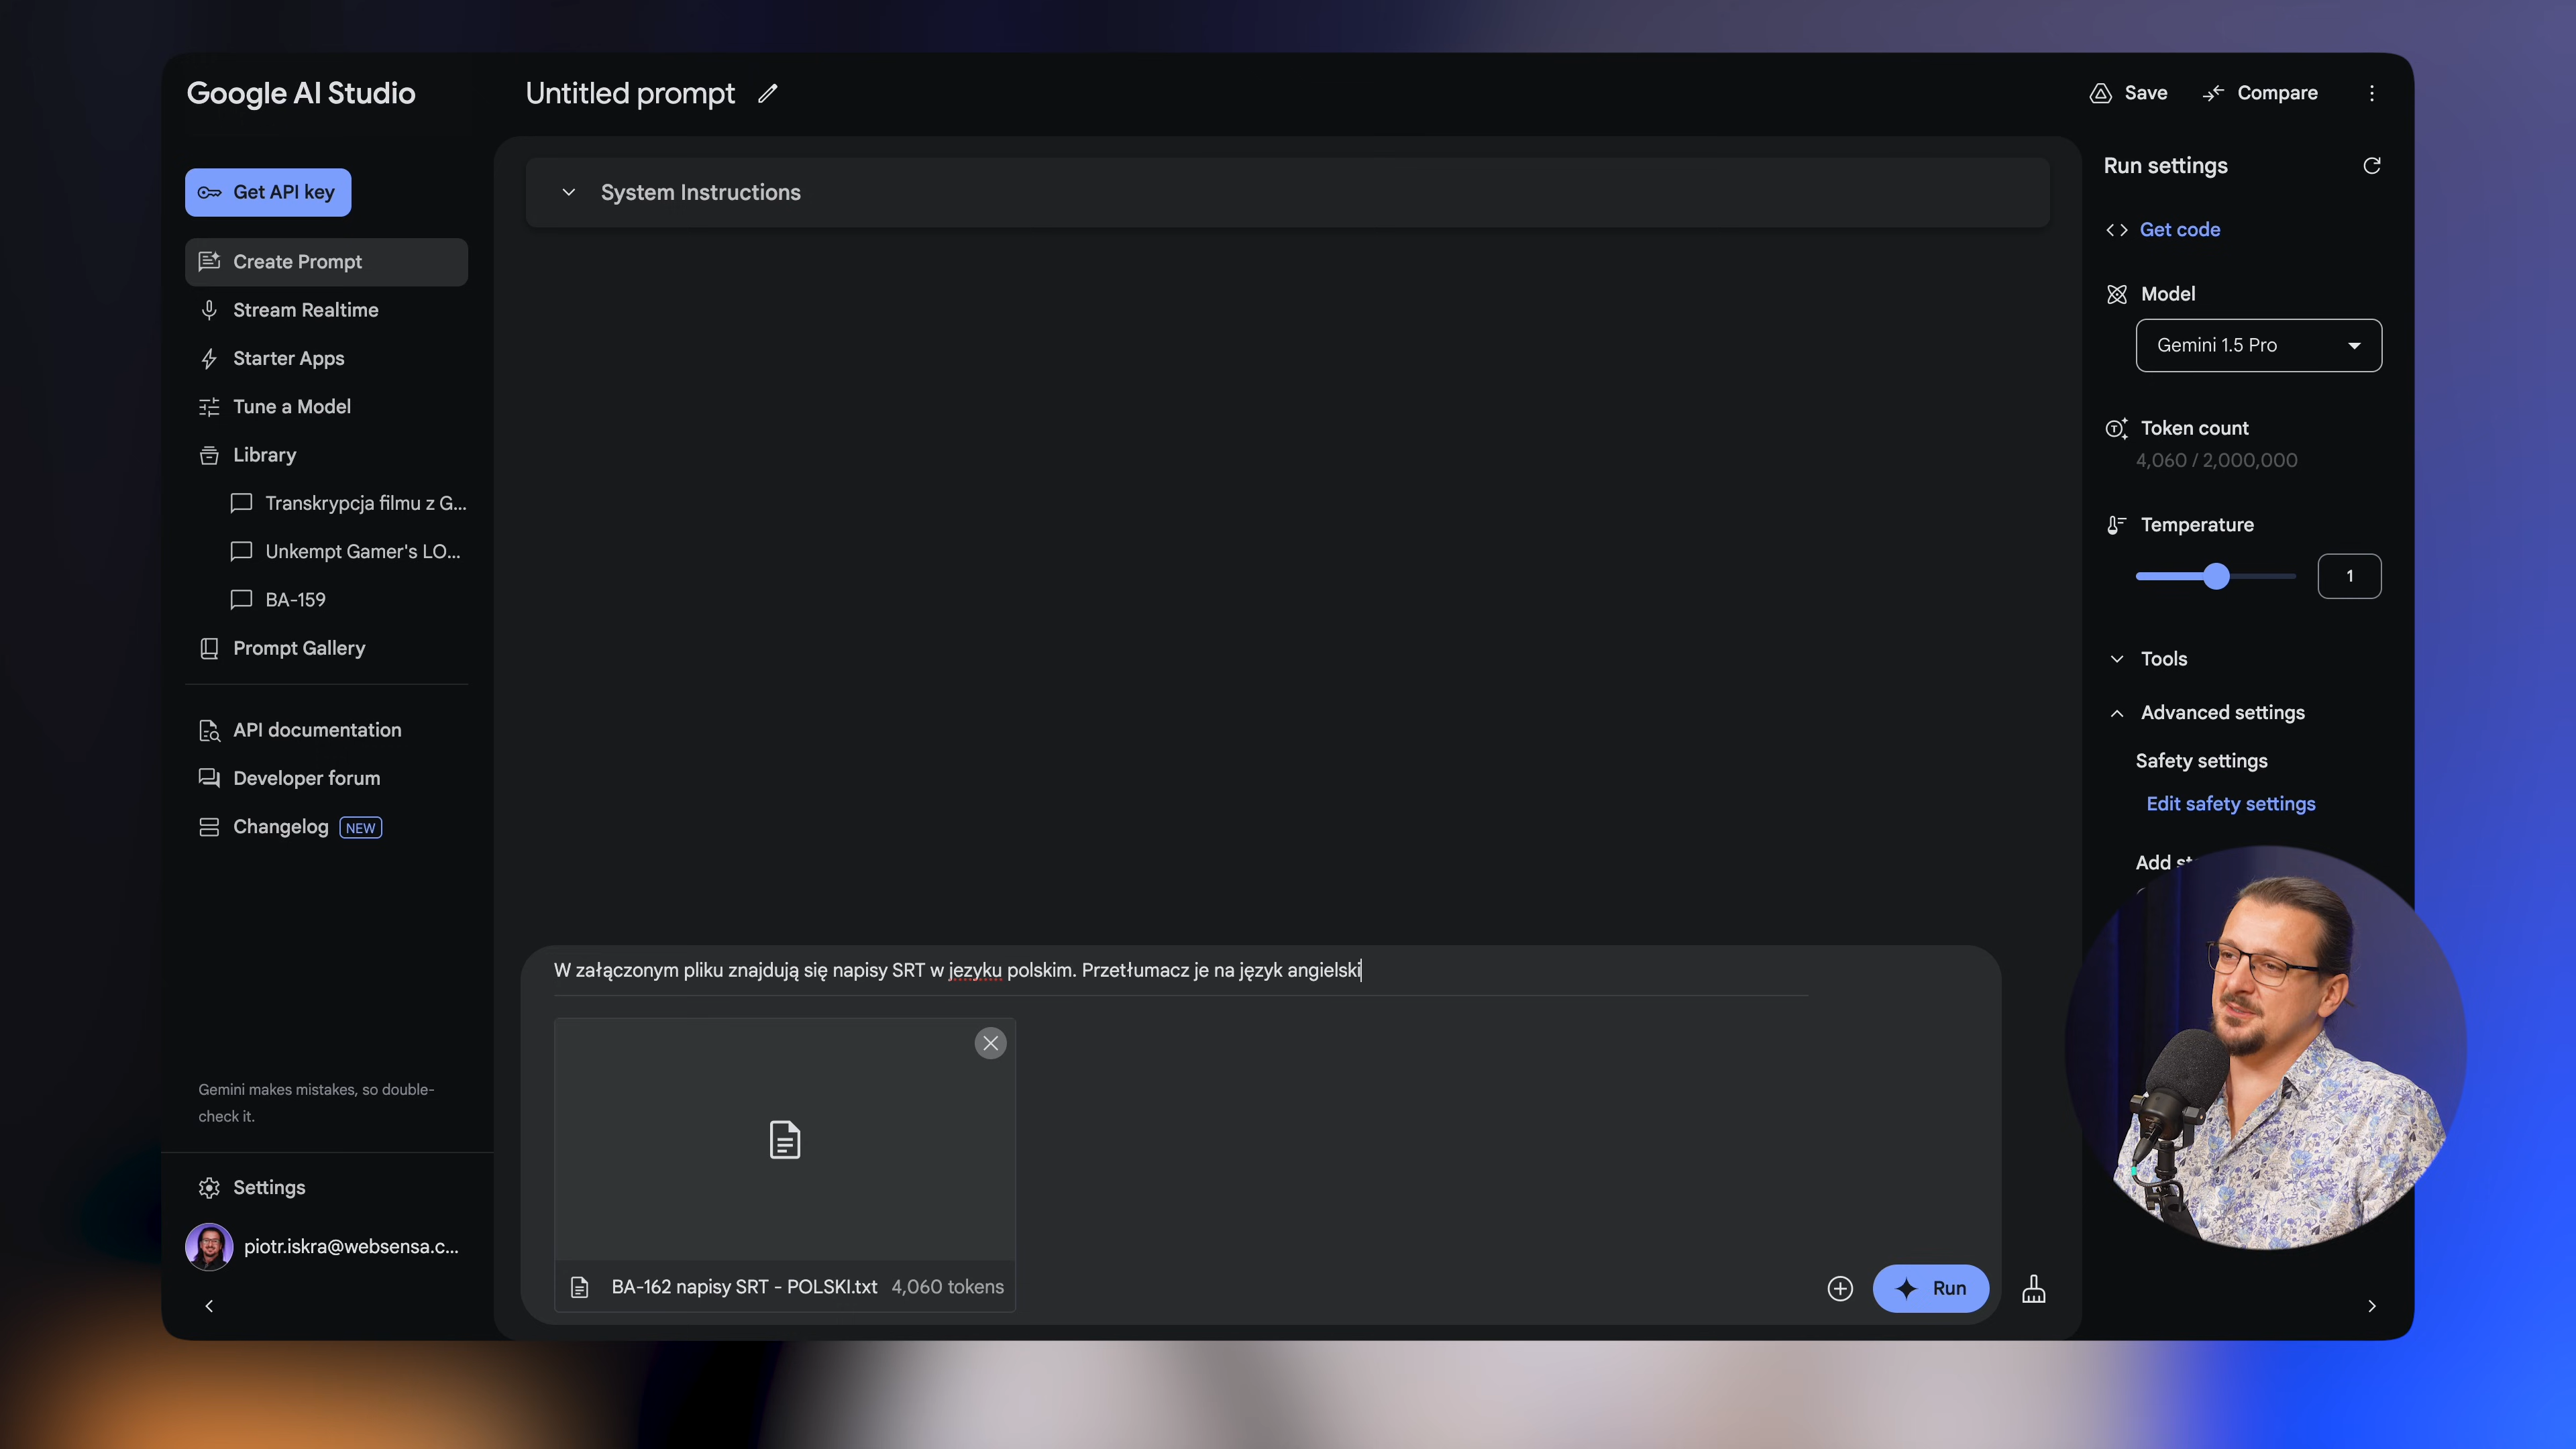 Google AI Studio
Untitled prompt
Save
Compare
Get API key
Create Prompt
Stream Realtime
Starter Apps
Tune a Model
Library
Transkrypcja filmu z G...
Unkempt Gamer's LO...
BA-159
Prompt Gallery
API documentation
Developer forum
Changelog NEW
Gemini makes mistakes, so double-
check it.
Settings
piotr.iskra@websensa.c...
System Instructions
W załączonym pliku znajdują się napisy SRT w jezyku polskim. Przetłumacz je na język angielski
BA-162 napisy SRT - POLSKI.txt 4,060 tokens
Run
Run settings
Get code
Model
Gemini 1.5 Pro
Token count
4,060 / 2,000,000
Temperature
1
Tools
Advanced settings
Safety settings
Edit safety settings
Add